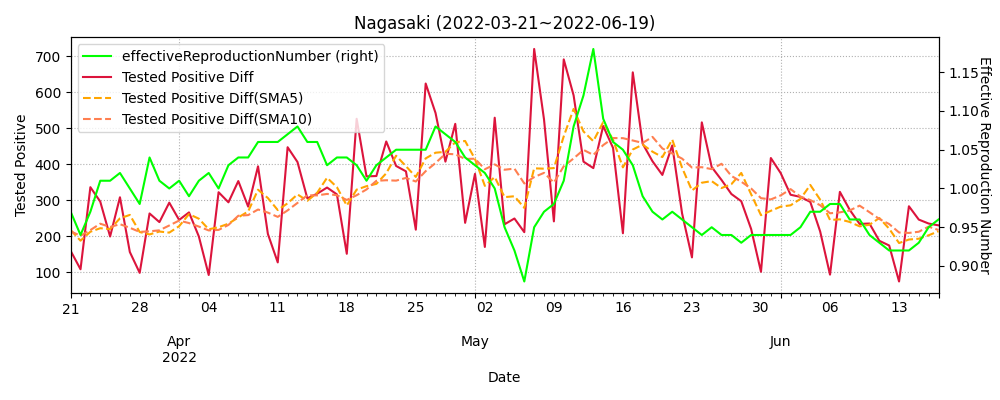 Nagasaki (2022-03-21~2022-06-19)
effectiveReproductionNumber (right)
Tested Positive Diff
Tested Positive Diff(SMA5)
Tested Positive Diff(SMA10)
Tested Positive
700
600
500
400
300
200
100
1.15
1.10
1.05
1.00
0.95
0.90
Effective Reproduction Number
21 28 04 11 18 25 02 09 16 23 30 06 13
Apr May Jun
2022
Date